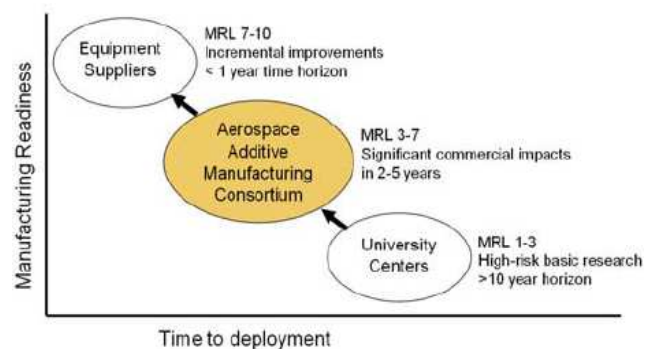 Equipment
Suppliers
MRL 7-10
Incremental improvements
< 1 year time horizon
Aerospace
Additive
Manufacturing
Consortium
MRL 3-7
Significant commercial impacts
in 2-5 years
University
Centers
MRL 1-3
High-risk basic research
>10 year horizon
Manufacturing Readiness
Time to deployment